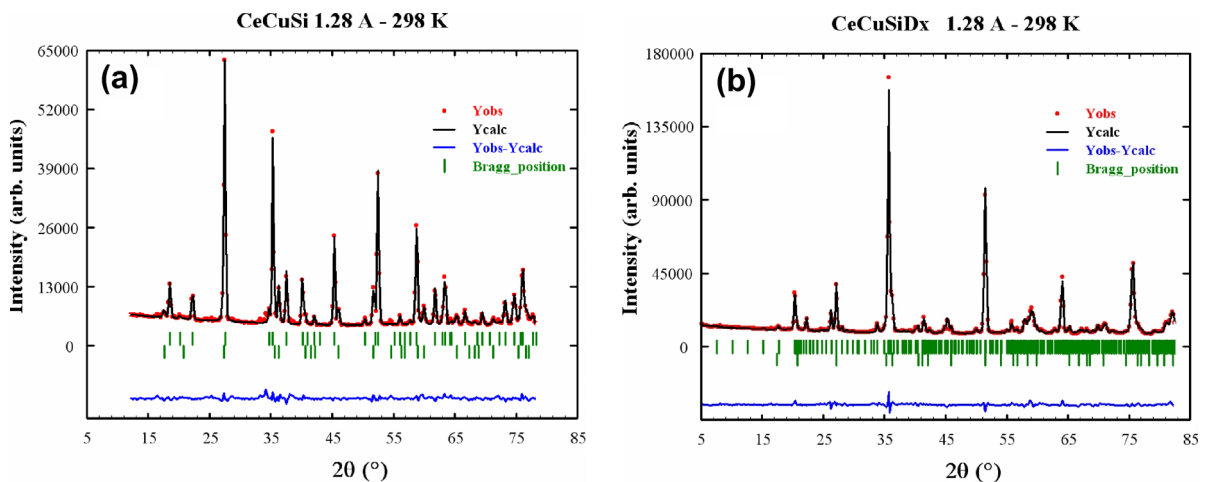 CeCuSi 1.28 A - 298 K
(a)
Intensity (arb. units)
65000
52000
39000
26000
13000
0
Yobs
Ycalc
Yobs-Ycalc
Bragg_position
5 15 25 35 45 55 65 75 85
2θ (°)
CeCuSiDx 1.28 A - 298 K
(b)
Intensity (arb. units)
180000
135000
90000
45000
0
Yobs
Ycalc
Yobs-Ycalc
Bragg_position
5 15 25 35 45 55 65 75 85
2θ (°)